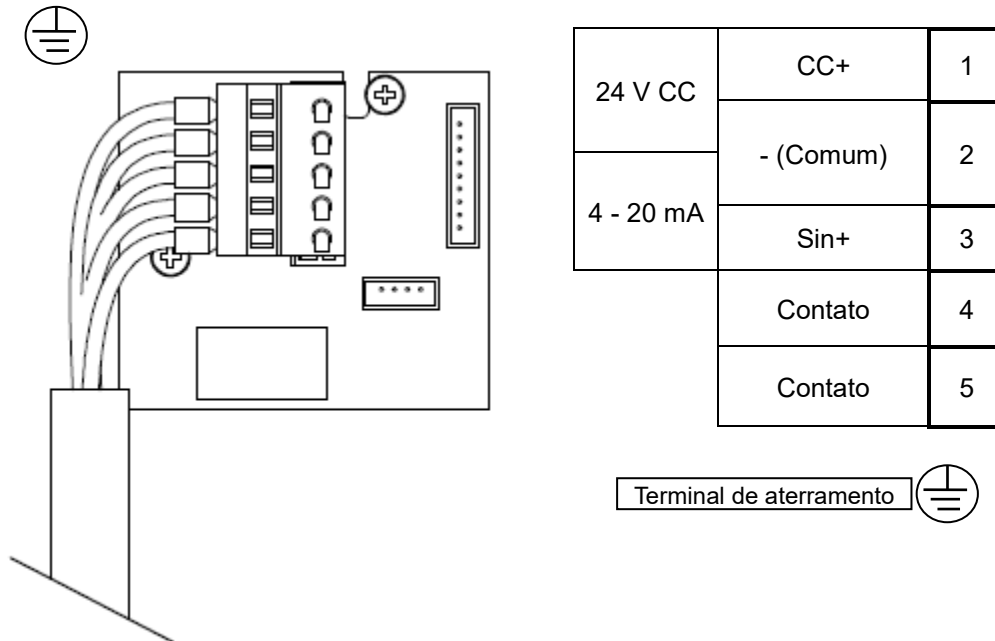 24 V CC
CC+
1
- (Comum)
2
4 - 20 mA
Sin+
3
Contato
4
Contato
5
Terminal de aterramento